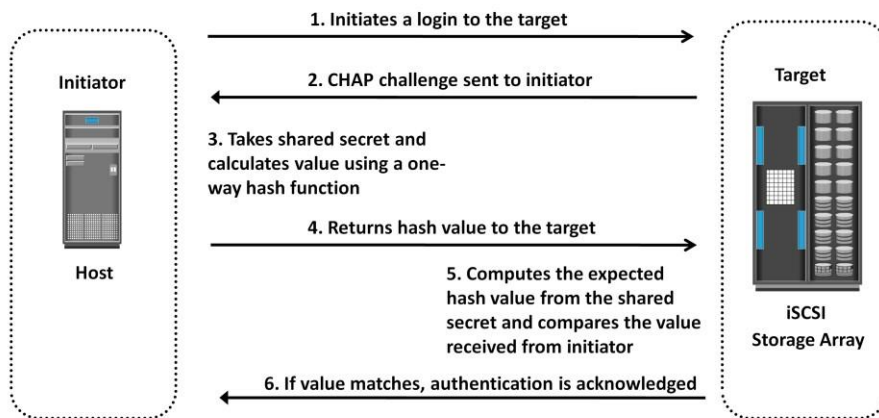 1. Initiates a login to the target
Initiator
Target
2. CHAP challenge sent to initiator
3. Takes shared secret and
calculates value using a one-
way hash function
4. Returns hash value to the target
Host
5. Computes the expected
hash value from the shared
secret and compares the value
received from initiator
iSCSI
Storage Array
6. If value matches, authentication is acknowledged